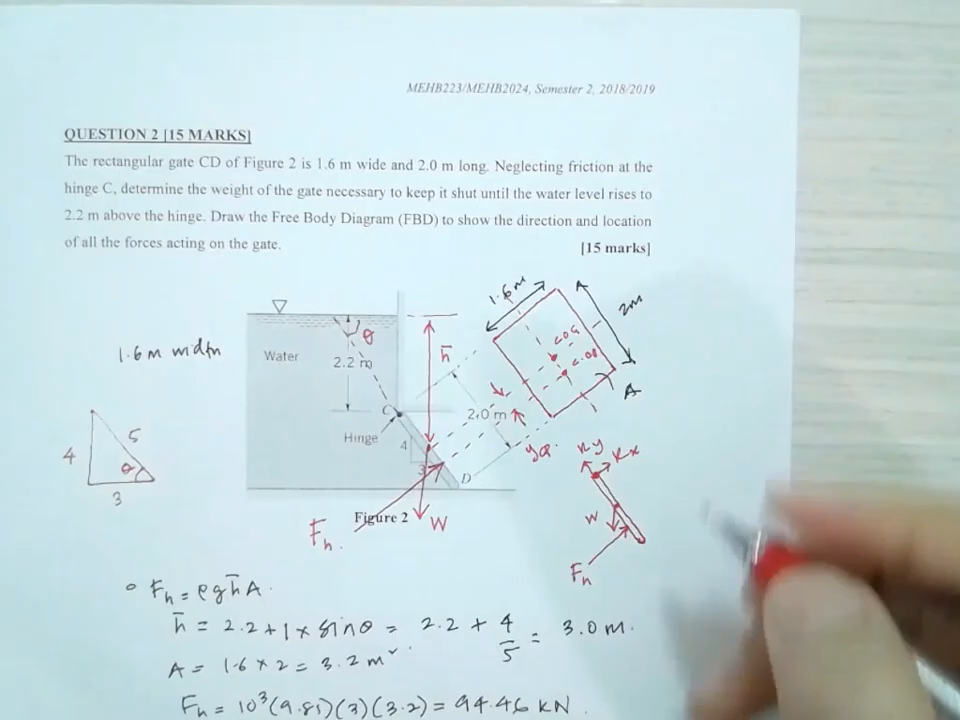 MEHB223/MEHB2024, Semester 2, 2018/2019
QUESTION 2 [15 MARKS]
The rectangular gate CD of Figure 2 is 1.6 m wide and 2.0 m long. Neglecting friction at the
hinge C, determine the weight of the gate necessary to keep it shut until the water level rises to
2.2 m above the hinge. Draw the Free Body Diagram (FBD) to show the direction and location
of all the forces acting on the gate.
[15 marks]
1.6m
2m
COG
A
θ
h̄
1.6m width
Water
2.2 m
C
2.0 m
A
Hinge
4
3
D
yR
Ry
Rx
4
5
θ
3
W
Fh
Figure 2
W
Fh.
Fh = ρgh̄A.
h̄ = 2.2 + 1 × sinθ = 2.2 + 4/5 = 3.0 m.
A = 1.6 × 2 = 3.2 m².
Fh = 10³(9.81)(3)(3.2) = 94.46 KN.